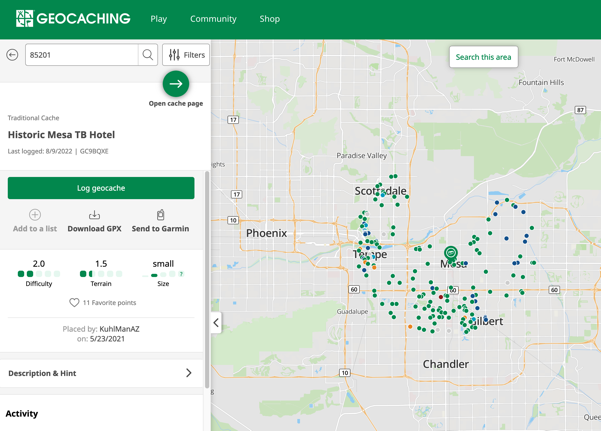 GEOCACHING
Play
Community
Shop
85201
Filters
Open cache page
Traditional Cache
Historic Mesa TB Hotel
Last logged: 8/9/2022 | GC9BQXE
Log geocache
Add to a list
Download GPX
Send to Garmin
2.0
1.5
small
Difficulty
Terrain
Size
?
11 Favorite points
Placed by: KuhlManAZ
on: 5/23/2021
Description & Hint
Activity
Search this area
Fort McDowell
Fountain Hills
87
17
Paradise Valley
Scottsdale
17
10
Phoenix
Tempe
Mesa
60
60
60
Guadalupe
Gilbert
Chandler
10